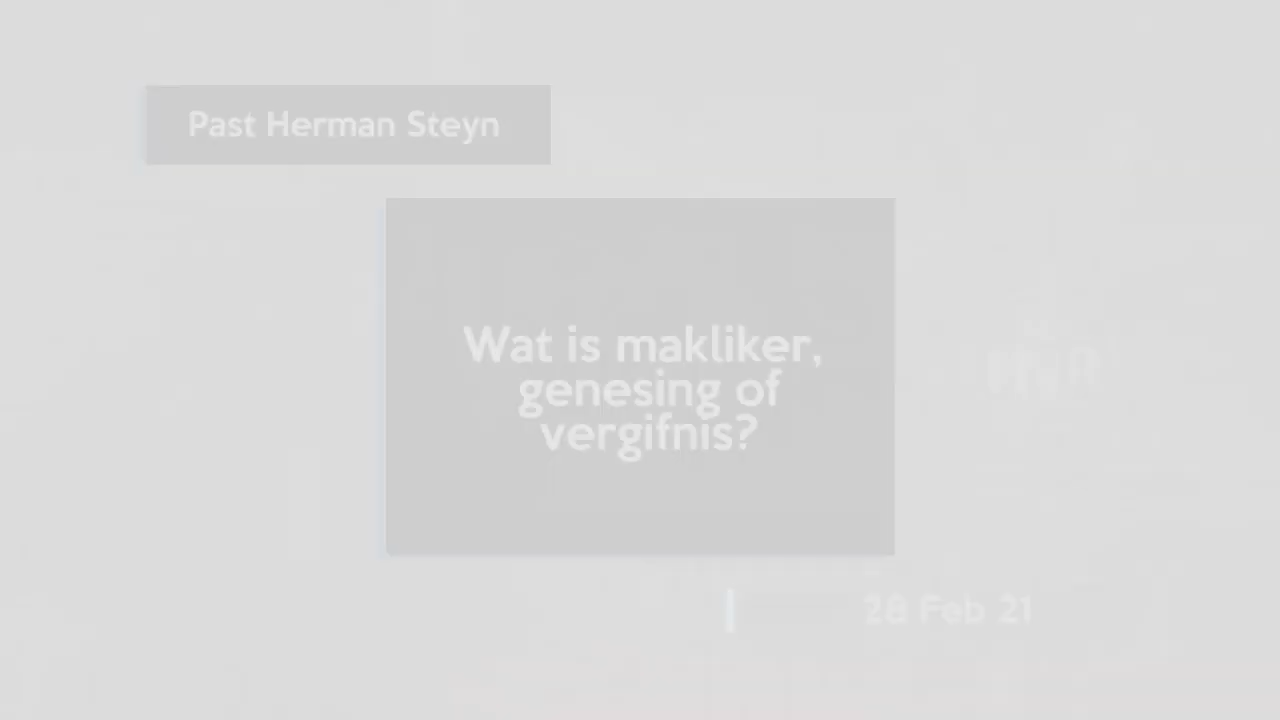 Past Herman Steyn
Wat is makliker,
genesing of
vergifnis?
28 Feb 21